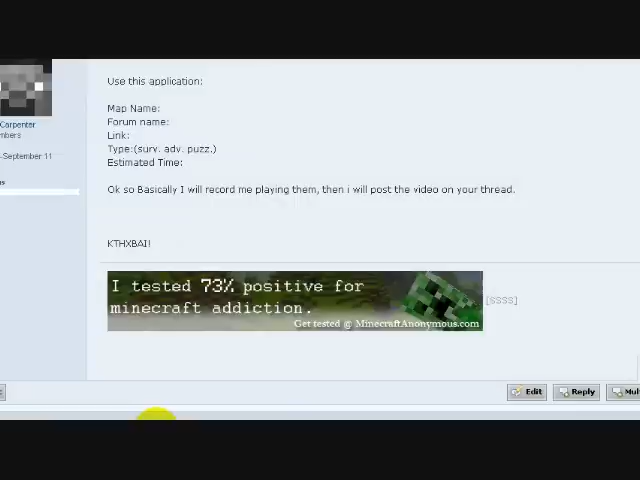 Use this application:
Map Name:
Forum name:
Carpenter
Link:
mbers
Type:(surv. adv. puzz.)
-September 11
Estimated Time:
Ok so Basically I will record me playing them, then i will post the video on your thread.
KTHXBAI!
I tested 73% positive for
minecraft addiction.
Get tested @ MinecraftAnonymous.com
[SSSS]
Edit
Reply
Mult